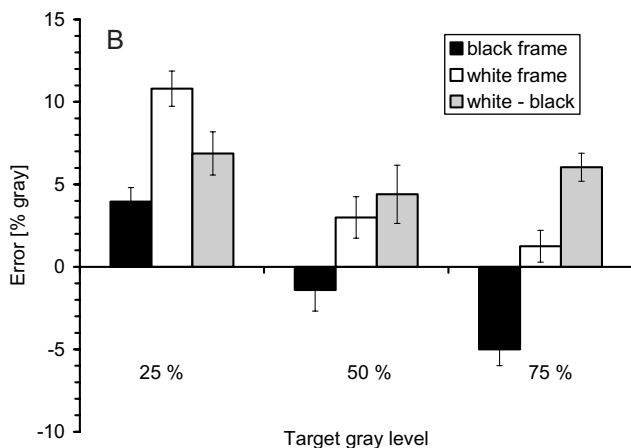 B
15
10
5
0
-5
-10
Error [% gray]
black frame
white frame
white - black
25 %
50 %
75 %
Target gray level